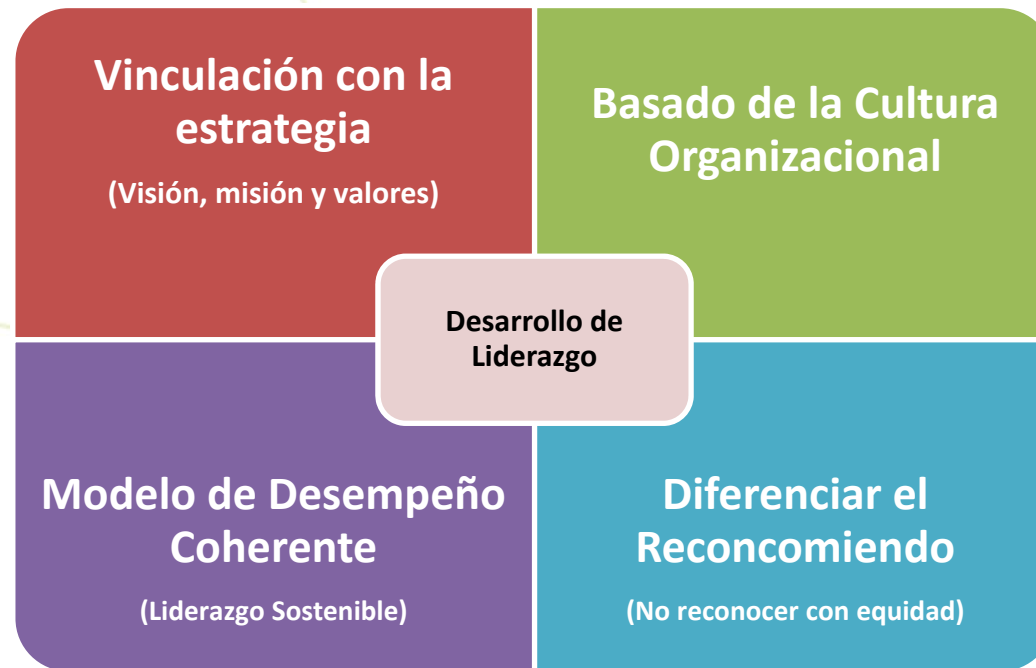 Vinculación con la
estrategia
(Visión, misión y valores)
Basado de la Cultura
Organizacional
Desarrollo de
Liderazgo
Modelo de Desempeño
Coherente
(Liderazgo Sostenible)
Diferenciar el
Reconcomiendo
(No reconocer con equidad)